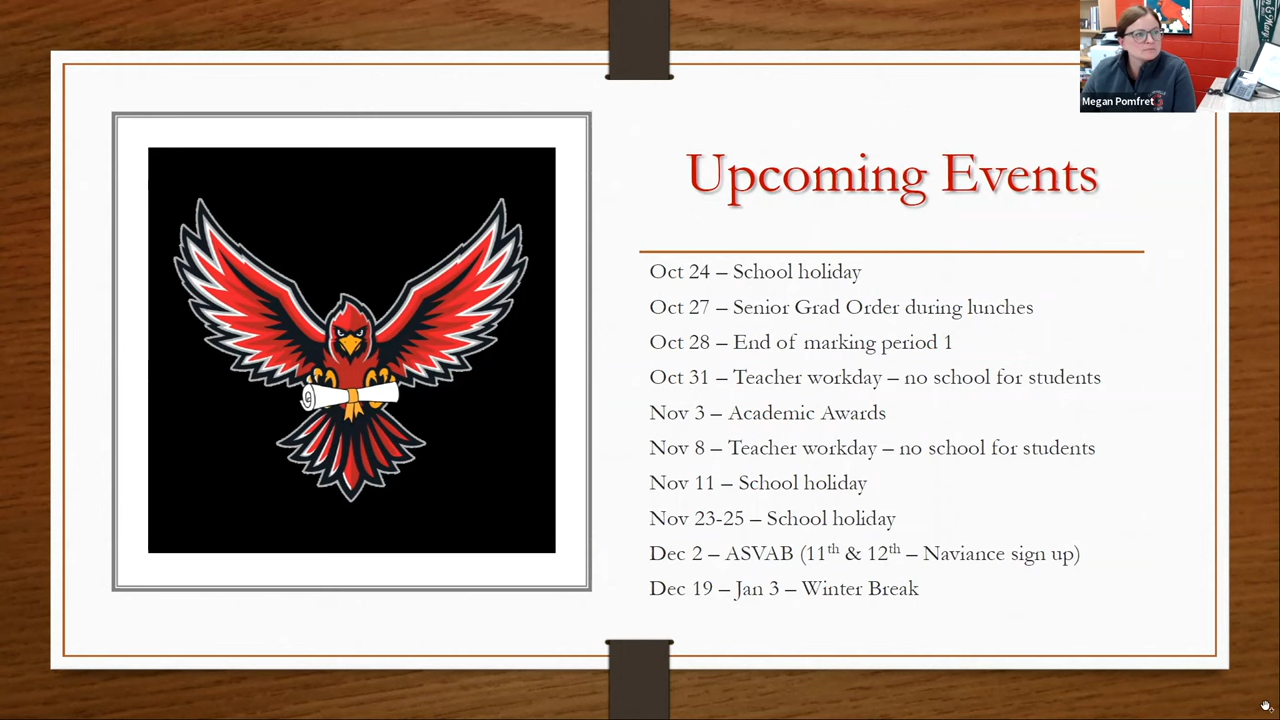 Megan Pomfret
Upcoming Events
Oct 24 – School holiday
Oct 27 – Senior Grad Order during lunches
Oct 28 – End of marking period 1
Oct 31 – Teacher workday – no school for students
Nov 3 – Academic Awards
Nov 8 – Teacher workday – no school for students
Nov 11 – School holiday
Nov 23-25 – School holiday
Dec 2 – ASVAB (11th & 12th – Naviance sign up)
Dec 19 – Jan 3 – Winter Break